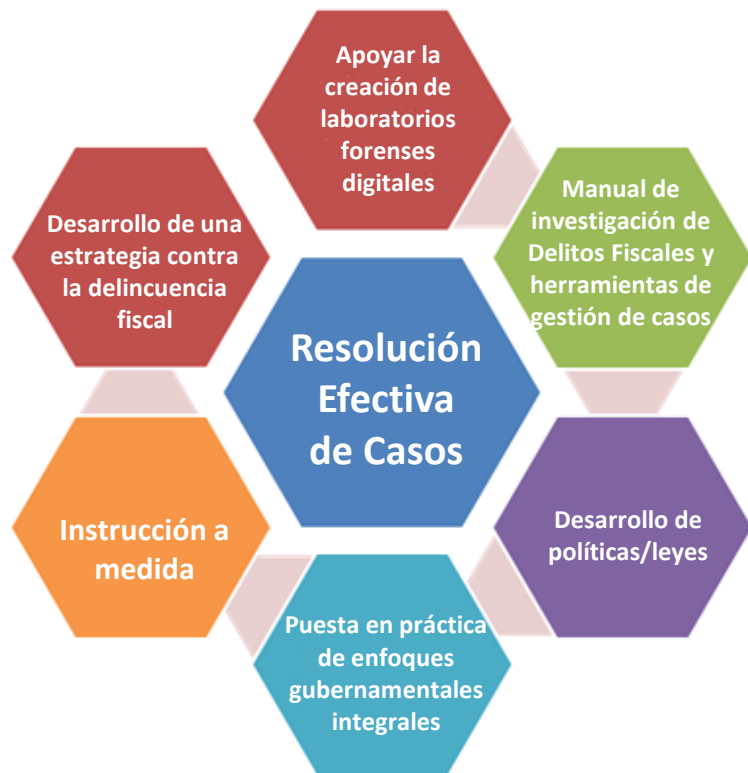 Apoyar la
creación de
laboratorios
forenses
digitales
Manual de
investigación de
Delitos Fiscales y
herramientas de
gestión de casos
Desarrollo de
políticas/leyes
Puesta en práctica
de enfoques
gubernamentales
integrales
Instrucción a
medida
Desarrollo de una
estrategia contra
la delincuencia
fiscal
Resolución
Efectiva
de Casos